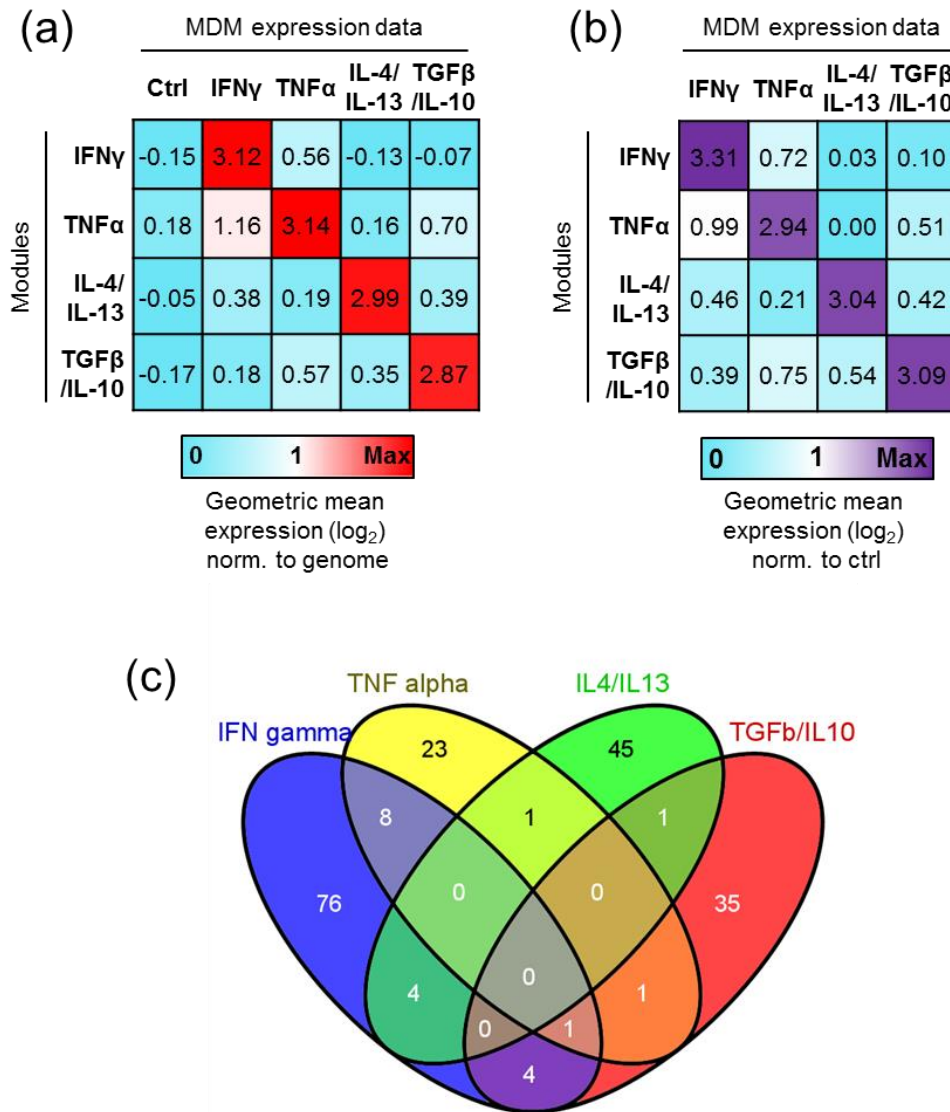 (a)
MDM expression data
Ctrl IFNγ TNFα IL-4/ IL-13 TGFβ /IL-10
Modules
IFNγ -0.15 3.12 0.56 -0.13 -0.07
TNFα 0.18 1.16 3.14 0.16 0.70
IL-4/ IL-13 -0.05 0.38 0.19 2.99 0.39
TGFβ /IL-10 -0.17 0.18 0.57 0.35 2.87
0 1 Max
Geometric mean
expression (log₂)
norm. to genome
(b)
MDM expression data
IFNγ TNFα IL-4/ IL-13 TGFβ /IL-10
Modules
IFNγ 3.31 0.72 0.03 0.10
TNFα 0.99 2.94 0.00 0.51
IL-4/ IL-13 0.46 0.21 3.04 0.42
TGFβ /IL-10 0.39 0.75 0.54 3.09
0 1 Max
Geometric mean
expression (log₂)
norm. to ctrl
(c)
TNF alpha IL4/IL13
IFN gamma TGFb/IL10
23 45
8 1 1
76 0 0 35
4 0 1
0 1
4